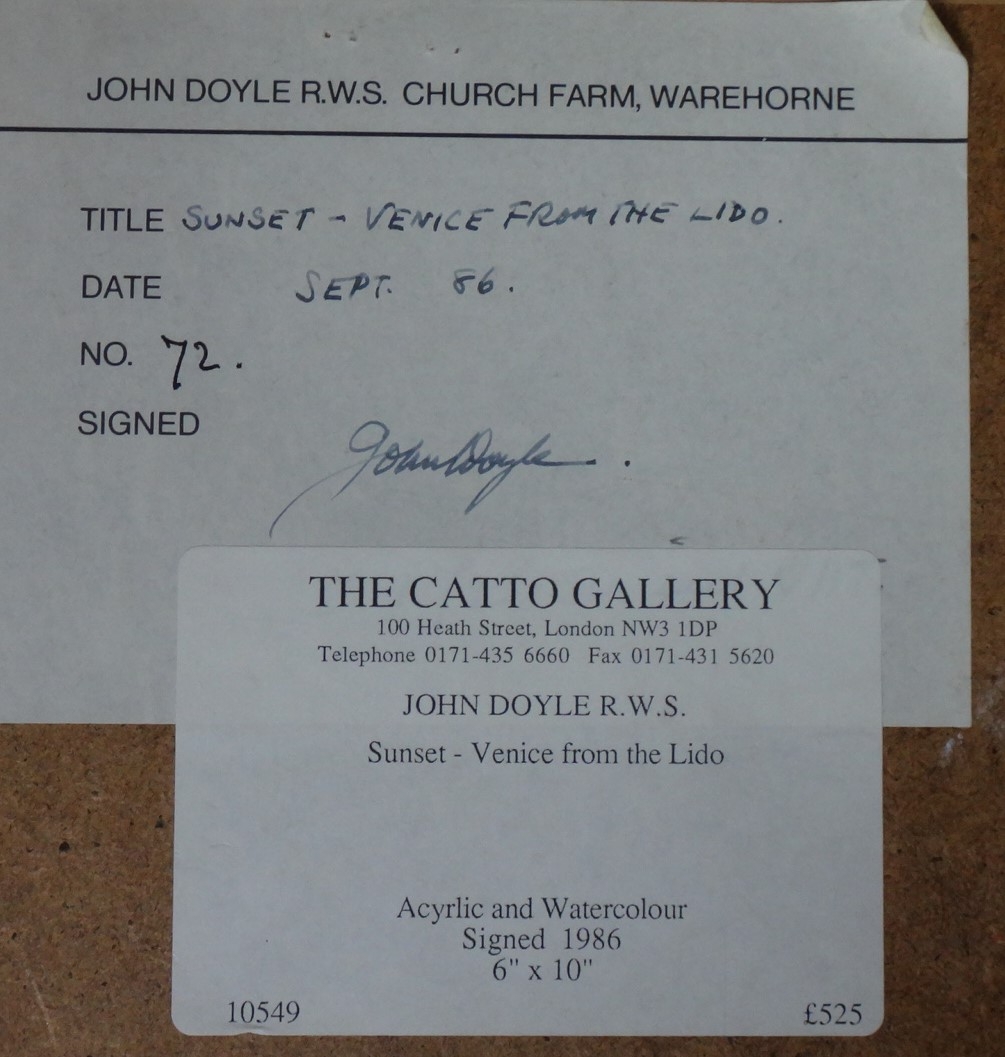 JOHN DOYLE R.W.S. CHURCH FARM, WAREHORNE
TITLE SUNSET - VENICE FROM THE LIDO.
DATE SEPT. 86.
NO. 72.
SIGNED John Doyle.
THE CATTO GALLERY
100 Heath Street, London NW3 1DP
Telephone 0171-435 6660 Fax 0171-431 5620
JOHN DOYLE R.W.S.
Sunset - Venice from the Lido
Acyrlic and Watercolour
Signed 1986
6" x 10"
10549 £525